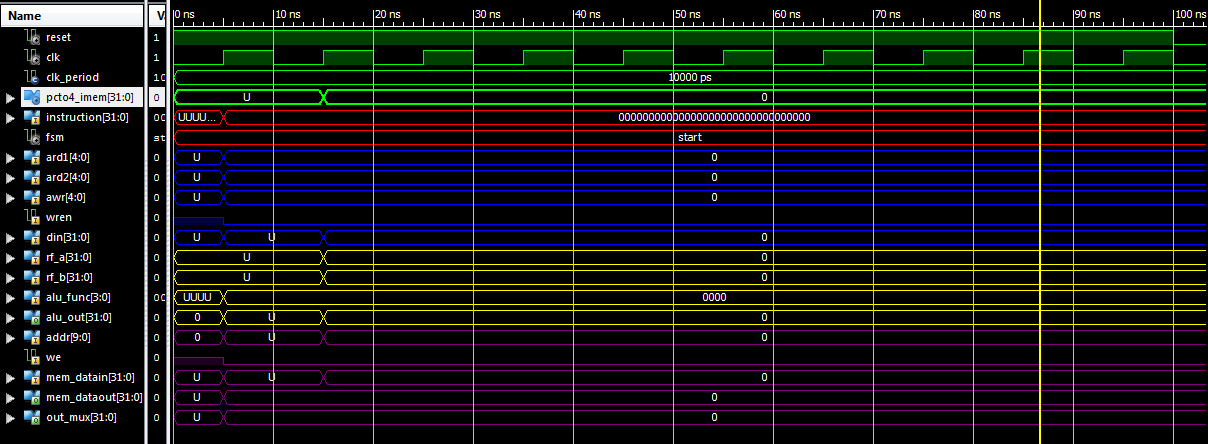 Name V 0 ns 10 ns 20 ns 30 ns 40 ns 50 ns 60 ns 70 ns 80 ns 90 ns 100 ns
reset 1
clk 1
clk_period 10 10000 ps
pcto4_imem[31:0] 0 U 0
instruction[31:0] 00 UUUU... 00000000000000000000000000000000
fsm st start
ard1[4:0] 0 U 0
ard2[4:0] 0 U 0
awr[4:0] 0 U 0
wren 0
din[31:0] 0 U U 0
rf_a[31:0] 0 U 0
rf_b[31:0] 0 U 0
alu_func[3:0] 00 UUUU 0000
alu_out[31:0] 0 0 U 0
addr[9:0] 0 0 U 0
we 0
mem_datain[31:0] 0 U U 0
mem_dataout[31:0] 0 U 0
out_mux[31:0] 0 U 0